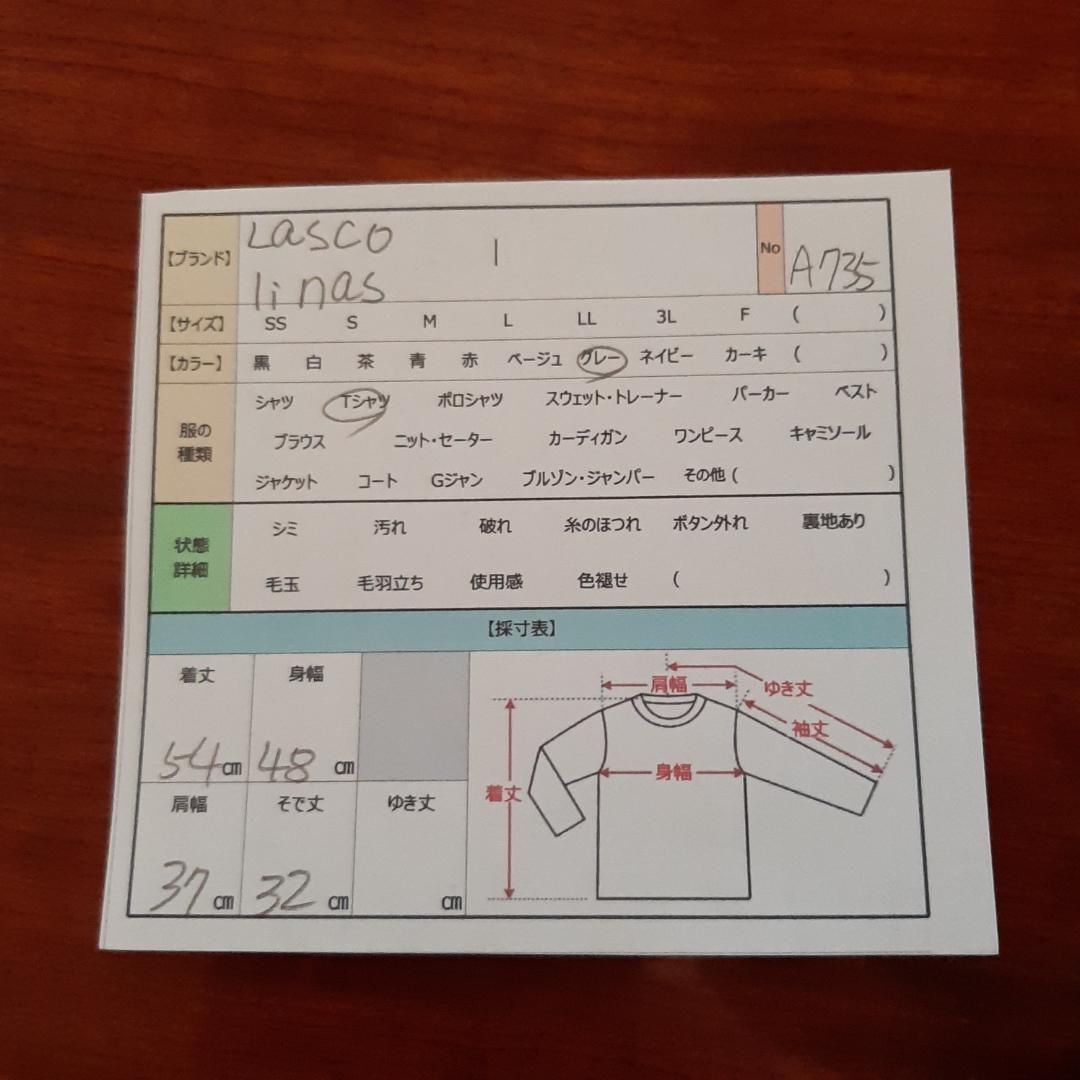 【ブランド】 Lasco linas No A735
【サイズ】 SS S M L LL 3L F ( )
【カラー】 黒 白 茶 青 赤 ベージュ グレー ネイビー カーキ ( )
服の種類
シャツ Tシャツ ポロシャツ スウェット・トレーナー パーカー ベスト
ブラウス ニット・セーター カーディガン ワンピース キャミソール
ジャケット コート Gジャン ブルゾン・ジャンパー その他 ( )
状態詳細
シミ 汚れ 破れ 糸のほつれ ボタン外れ 裏地あり
毛玉 毛羽立ち 使用感 色褪せ ( )
【採寸表】
着丈 身幅
54㎝ 48㎝
肩幅 そで丈 ゆき丈
37㎝ 32㎝ ㎝
肩幅
ゆき丈
袖丈
身幅
着丈